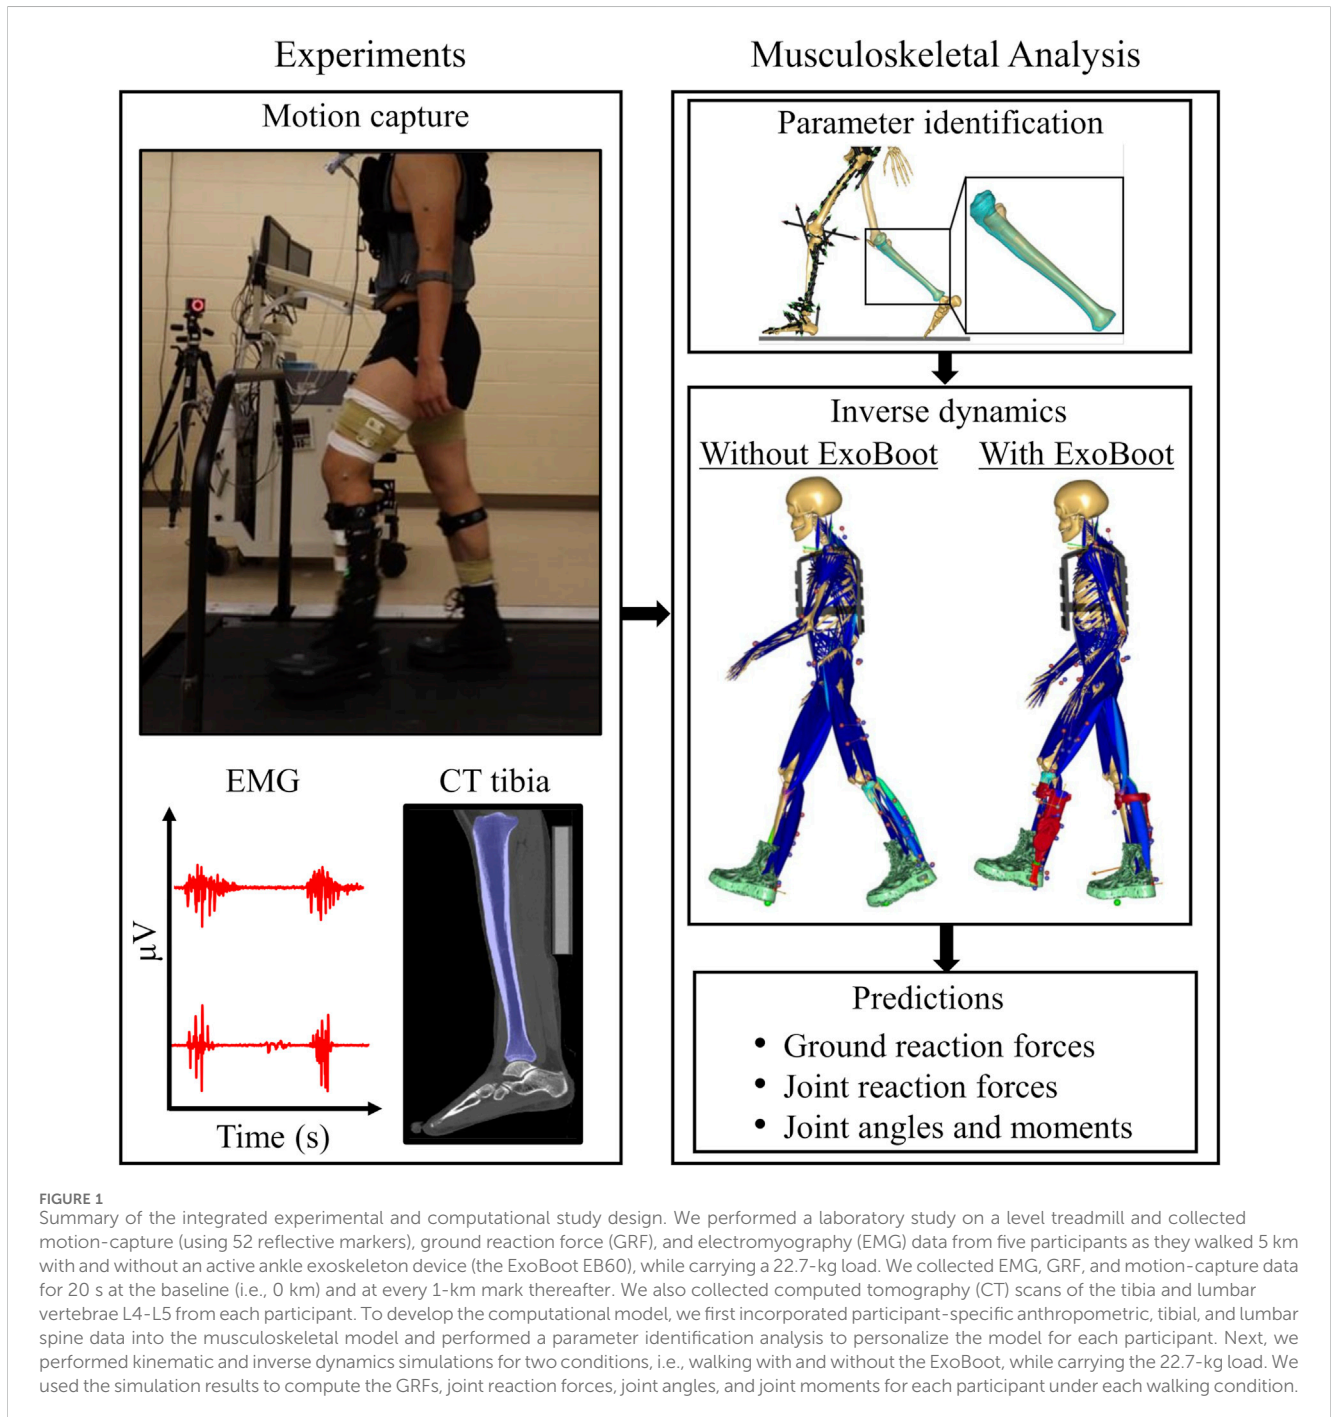 Experiments
Motion capture
EMG
μV
Time (s)
CT tibia
Musculoskeletal Analysis
Parameter identification
Inverse dynamics
Without ExoBoot
With ExoBoot
Predictions
• Ground reaction forces
• Joint reaction forces
• Joint angles and moments
FIGURE 1
Summary of the integrated experimental and computational study design. We performed a laboratory study on a level treadmill and collected
motion-capture (using 52 reflective markers), ground reaction force (GRF), and electromyography (EMG) data from five participants as they walked 5 km
with and without an active ankle exoskeleton device (the ExoBoot EB60), while carrying a 22.7-kg load. We collected EMG, GRF, and motion-capture data
for 20 s at the baseline (i.e., 0 km) and at every 1-km mark thereafter. We also collected computed tomography (CT) scans of the tibia and lumbar
vertebrae L4-L5 from each participant. To develop the computational model, we first incorporated participant-specific anthropometric, tibial, and lumbar
spine data into the musculoskeletal model and performed a parameter identification analysis to personalize the model for each participant. Next, we
performed kinematic and inverse dynamics simulations for two conditions, i.e., walking with and without the ExoBoot, while carrying the 22.7-kg load. We
used the simulation results to compute the GRFs, joint reaction forces, joint angles, and joint moments for each participant under each walking condition.